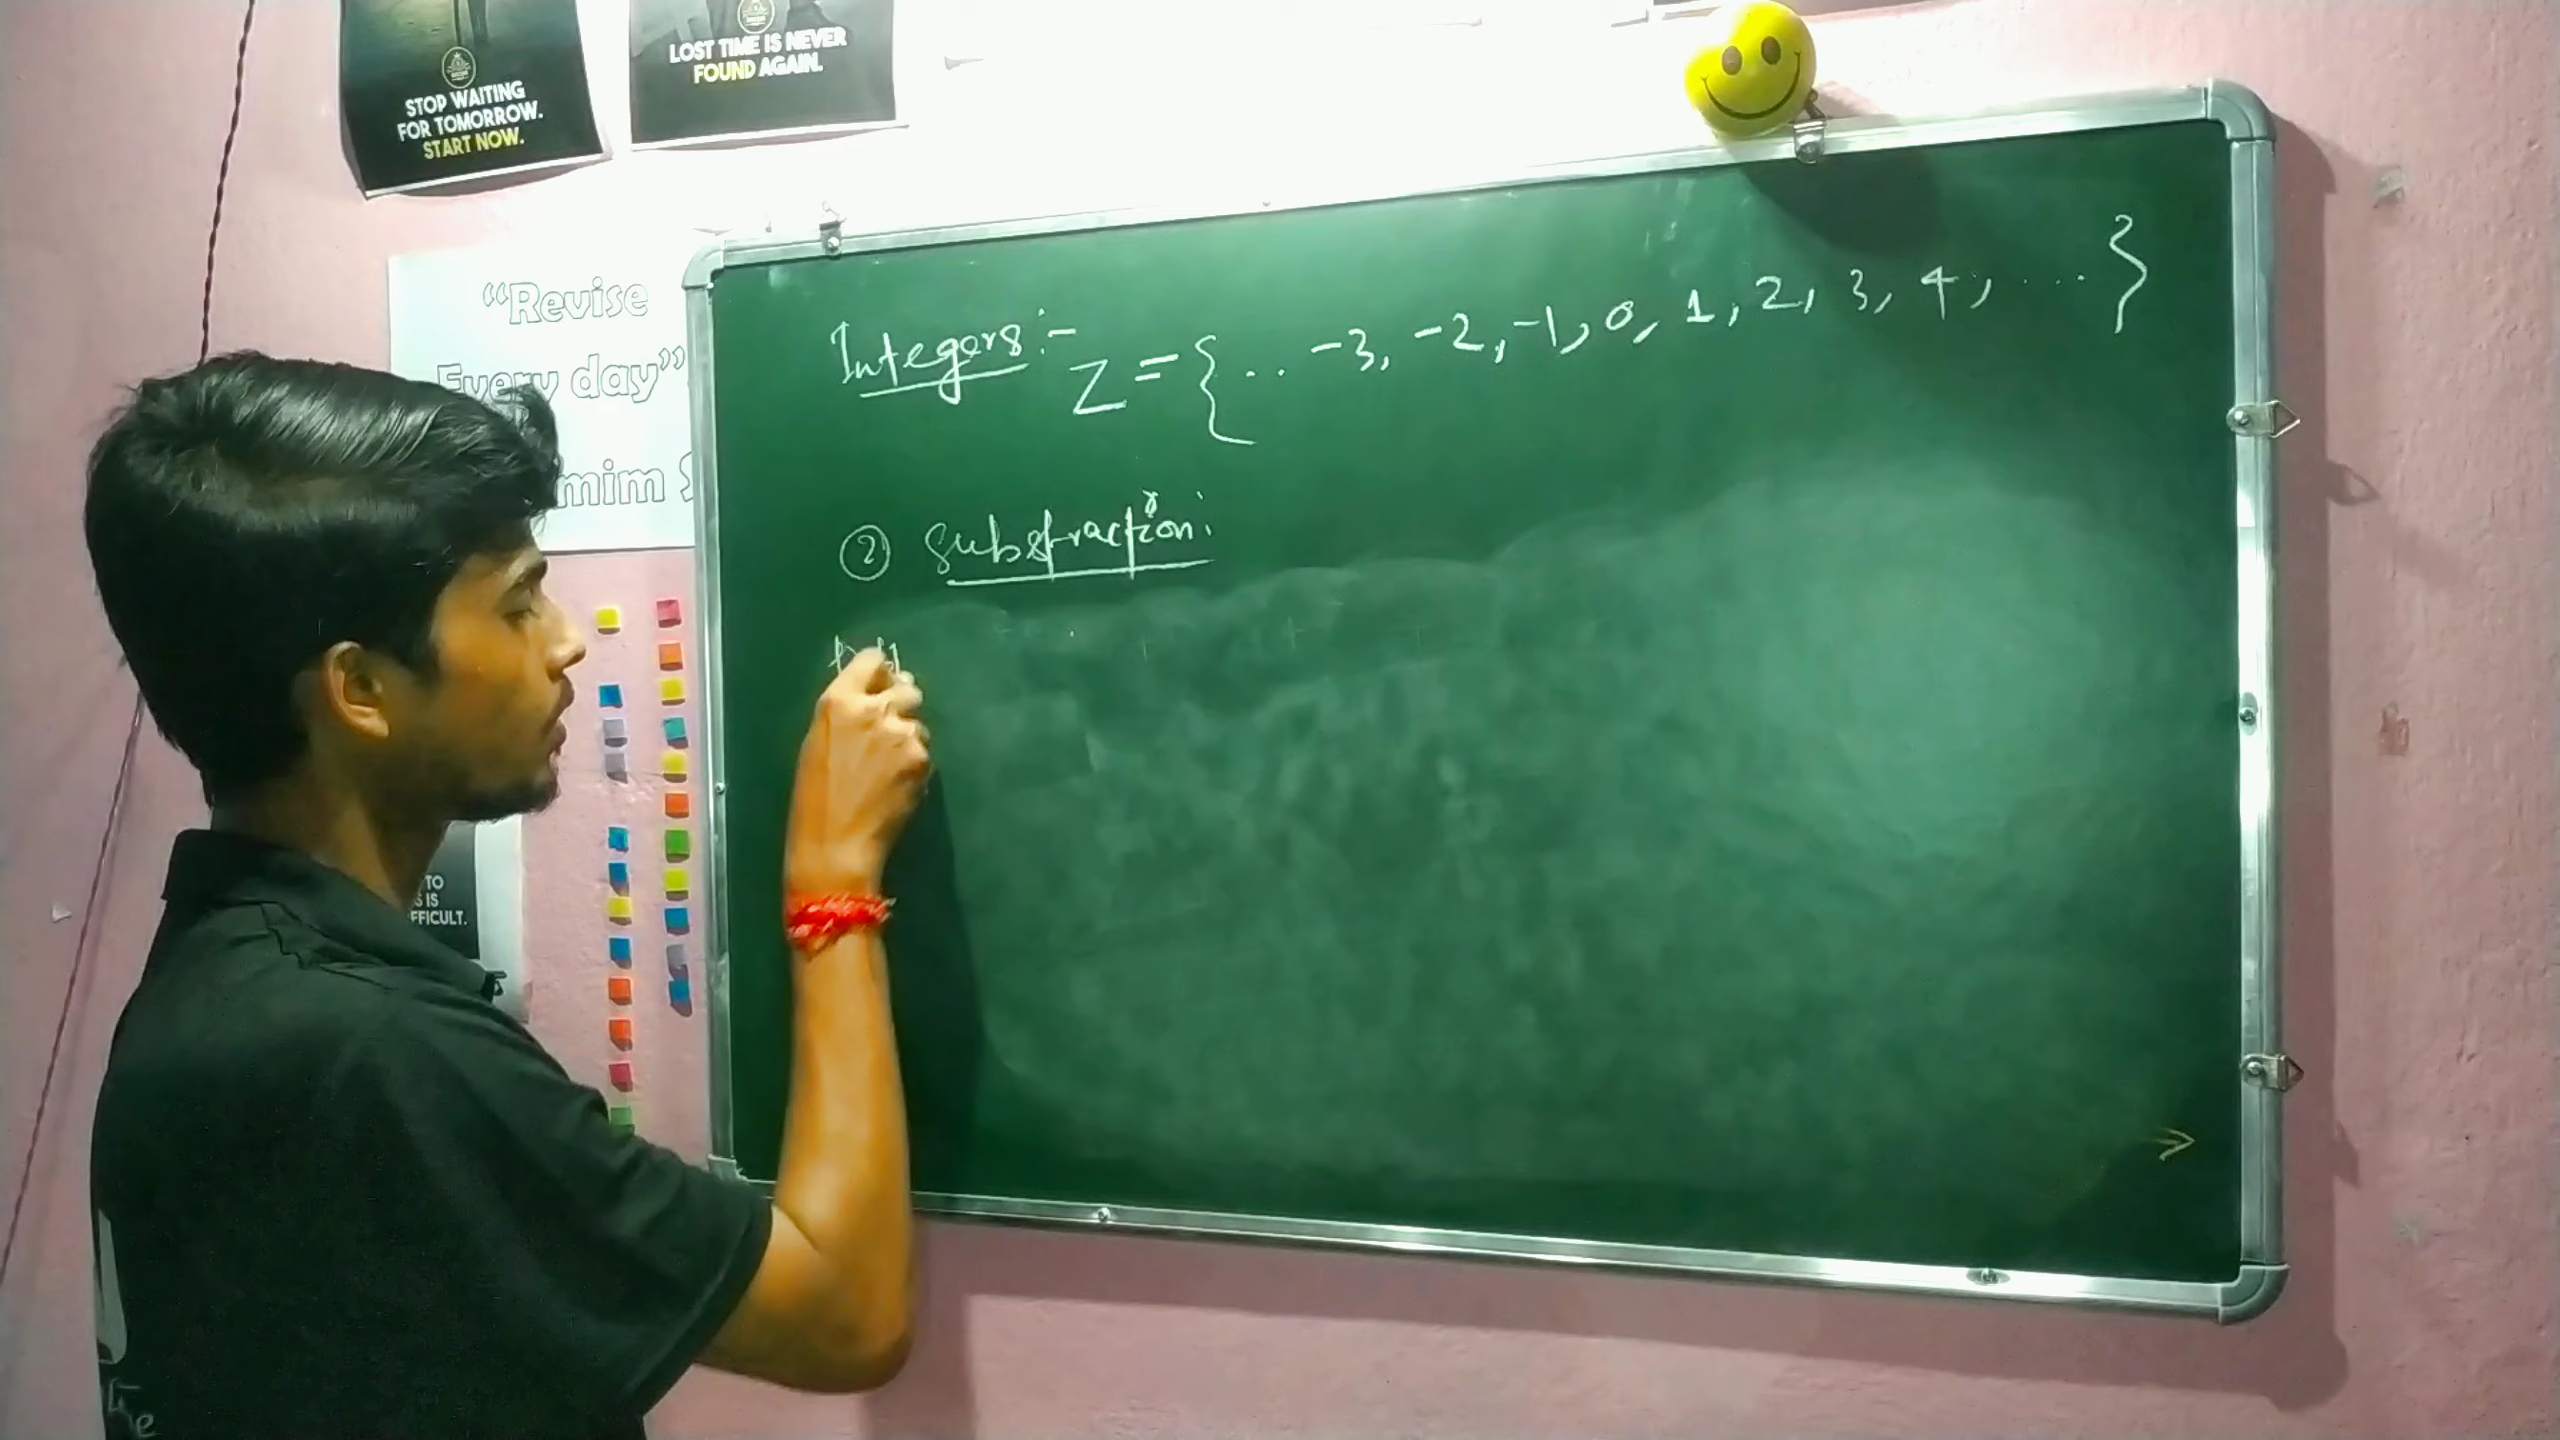 STOP WAITING
FOR TOMORROW.
START NOW.
LOST TIME IS NEVER
FOUND AGAIN.
"Revise
Every day"
mim S
Integers :-
Z = { .. -3, -2, -1, 0, 1, 2, 3, 4, ... }
② Substraction:
TO
S IS
FFICULT.